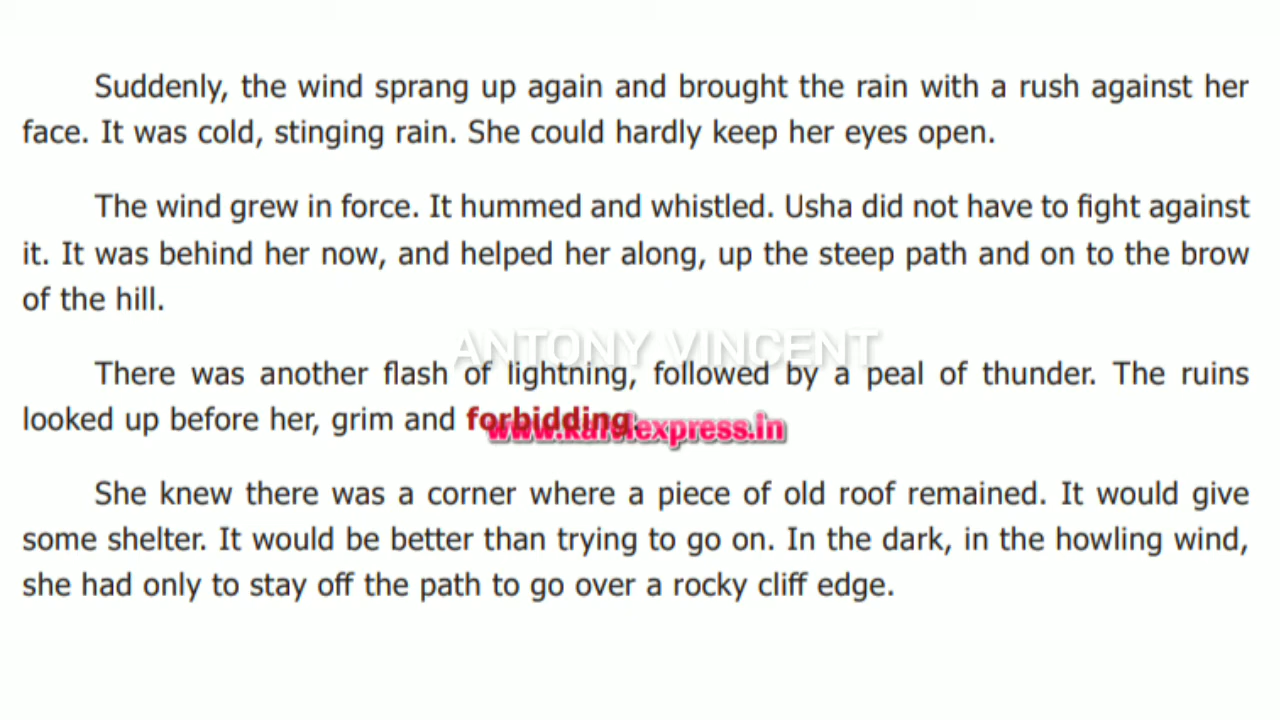 Suddenly, the wind sprang up again and brought the rain with a rush against her
face. It was cold, stinging rain. She could hardly keep her eyes open.
The wind grew in force. It hummed and whistled. Usha did not have to fight against
it. It was behind her now, and helped her along, up the steep path and on to the brow
of the hill.
ANTONY VINCENT
There was another flash of lightning, followed by a peal of thunder. The ruins
looked up before her, grim and forbidding.
www.kalviexpress.in
She knew there was a corner where a piece of old roof remained. It would give
some shelter. It would be better than trying to go on. In the dark, in the howling wind,
she had only to stay off the path to go over a rocky cliff edge.